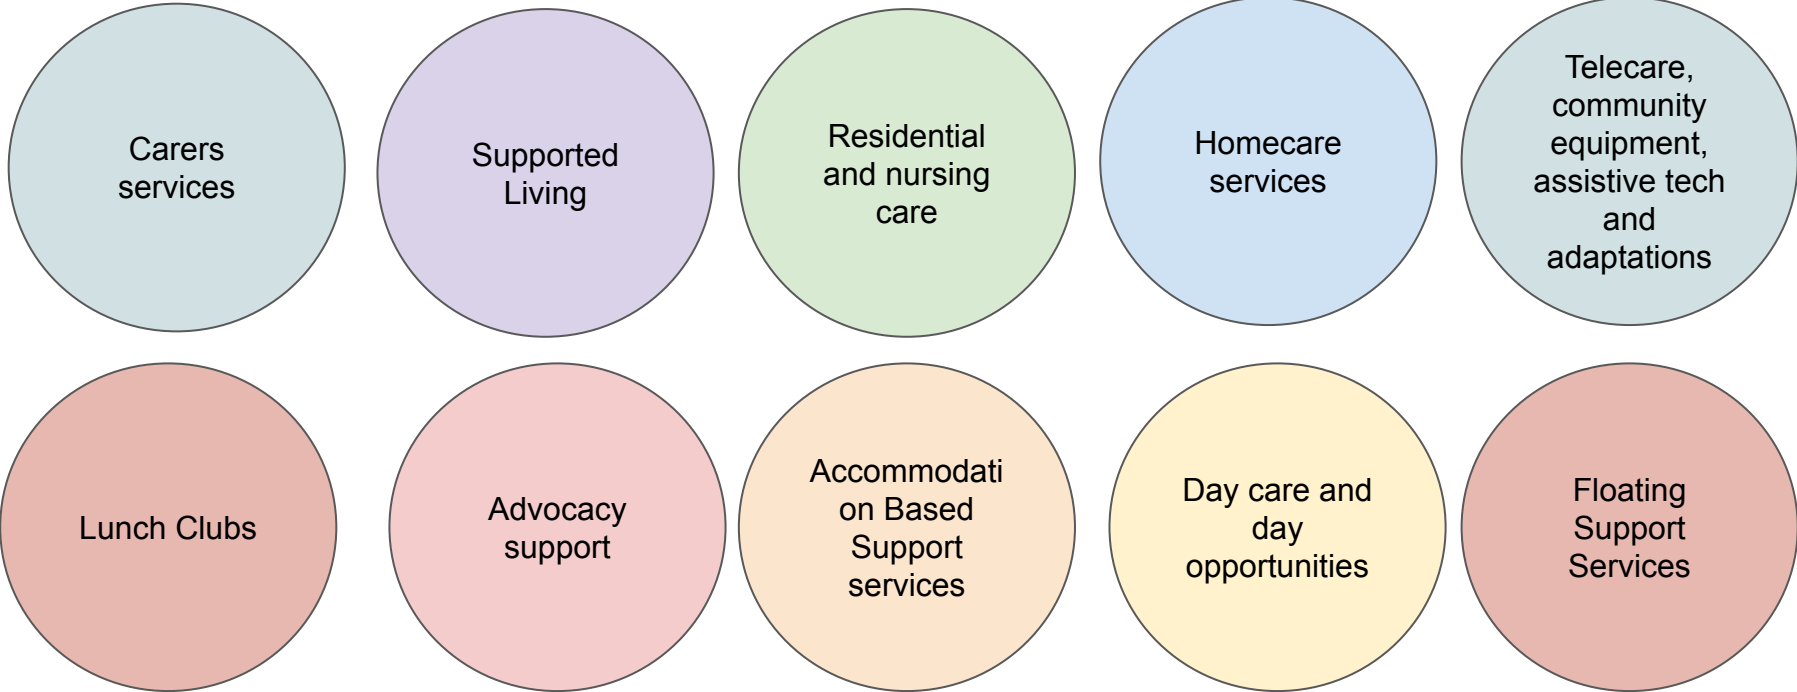 Carers
services
Supported
Living
Residential
and nursing
care
Homecare
services
Telecare,
community
equipment,
assistive tech
and
adaptations
Lunch Clubs
Advocacy
support
Accommodati
on Based
Support
services
Day care and
day
opportunities
Floating
Support
Services